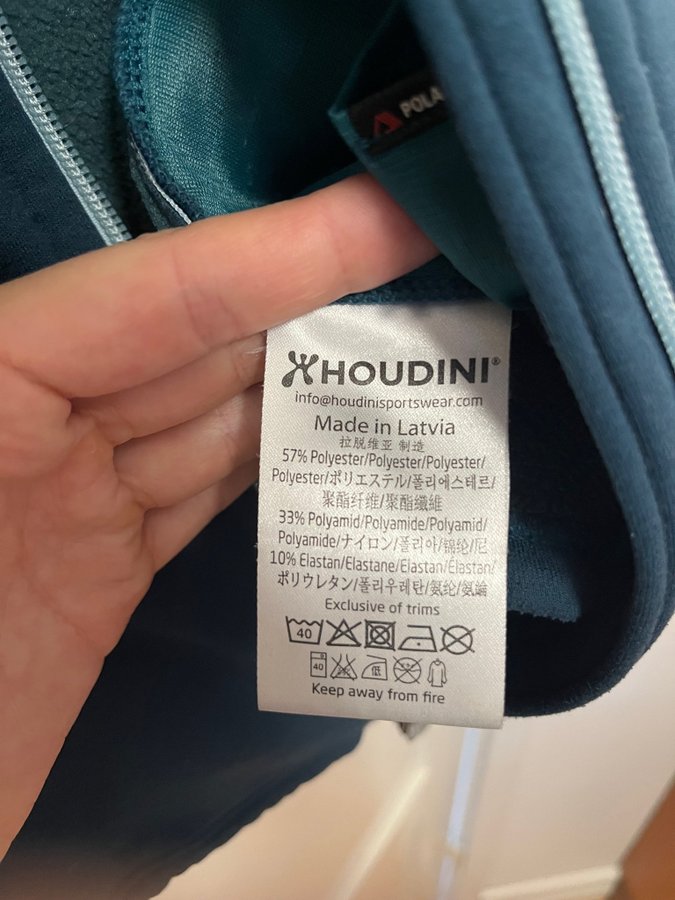 POLA
HOUDINI®
info@houdinisportswear.com
Made in Latvia
拉脱维亚 制造
57% Polyester/Polyester/Polyester/
Polyester/ポリエステル/폴리에스테르/
聚酯纤维/聚酯纖維
33% Polyamid/Polyamide/Polyamid/
Polyamide/ナイロン/폴리아/锦纶/尼
10% Elastan/Elastane/Elastan/Elastan/
ポリウレタン/폴리우레탄/氨纶/氨綸
Exclusive of trims
40
40 低
Keep away from fire